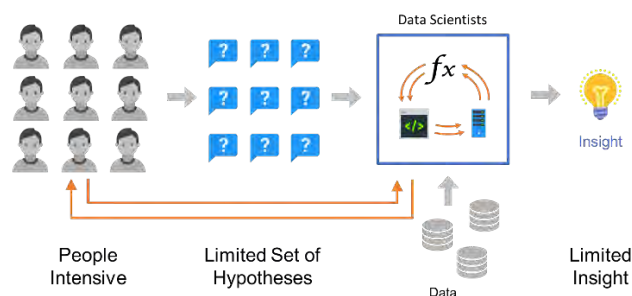 Data Scientists
? ? ?
fx
? ? ?
</>
Insight
? ? ?
People
Intensive
Limited Set of
Hypotheses
Data
Limited
Insight